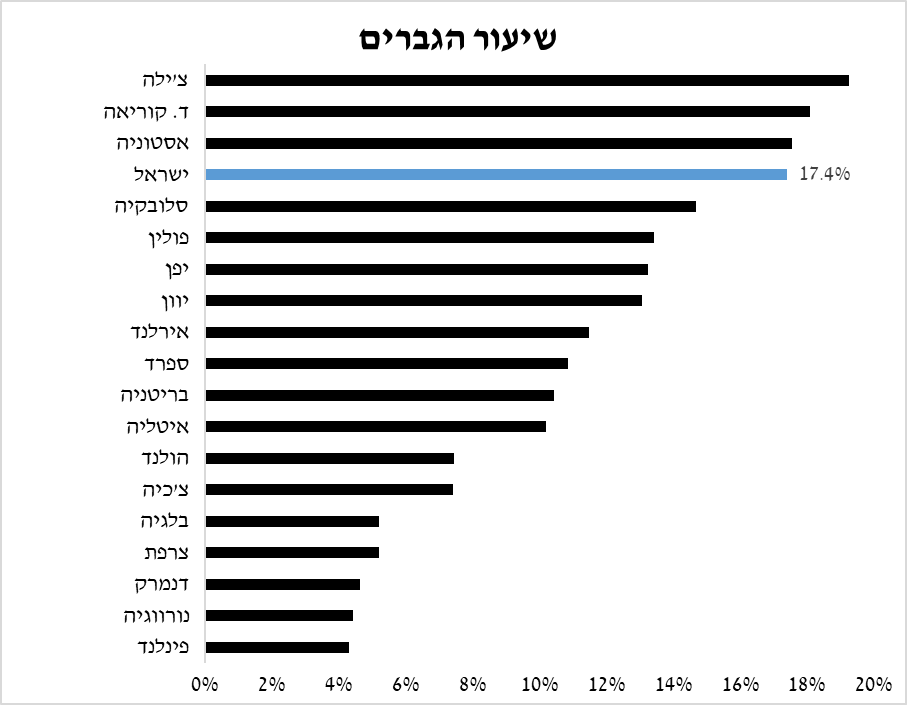 שיעור הגברים
צ'ילה
ד. קוריאה
אסטוניה
ישראל 17.4%
סלובקיה
פולין
יפן
יוון
אירלנד
ספרד
בריטניה
איטליה
הולנד
צ'כיה
בלגיה
צרפת
דנמרק
נורווגיה
פינלנד
0% 2% 4% 6% 8% 10% 12% 14% 16% 18% 20%